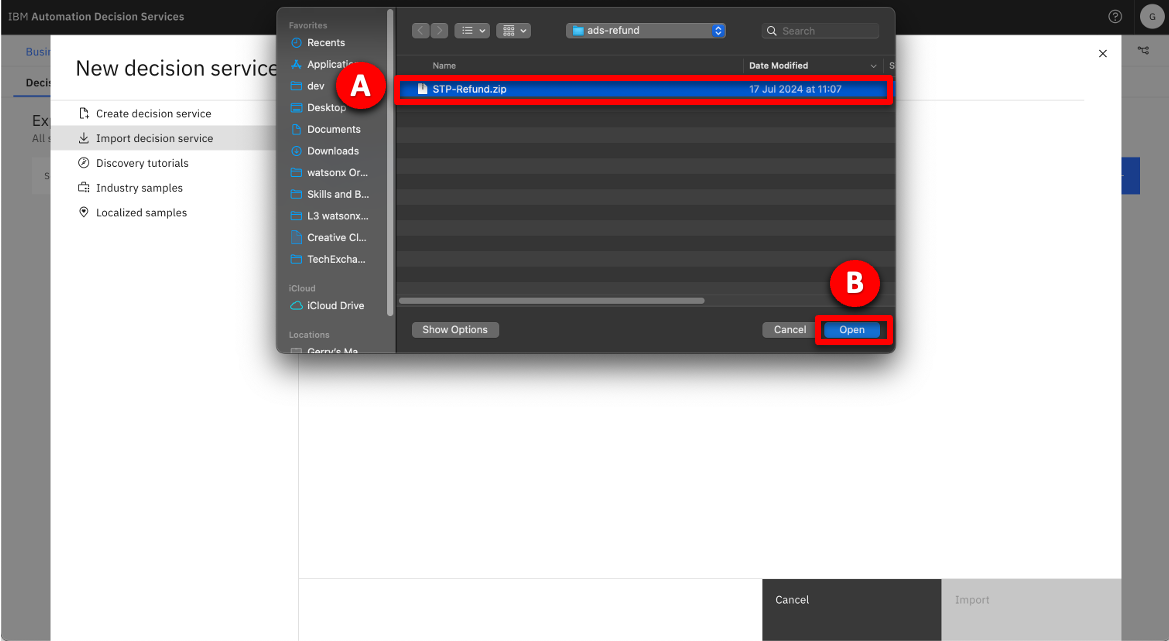 IBM Automation Decision Services
G
Busin
Decis
New decision service
Create decision service
Import decision service
Discovery tutorials
Industry samples
Localized samples
Favorites
Recents
Applicatio
dev
Desktop
Documents
Downloads
watsonx Or...
Skills and B...
L3 watsonx...
Creative Cl...
TechExcha...
iCloud
iCloud Drive
Locations
Gerry's Ma
ads-refund
Search
Name
Date Modified
S
A
STP-Refund.zip
17 Jul 2024 at 11:07
B
Show Options
Cancel
Open
Ex
All s
S
Cancel
Import